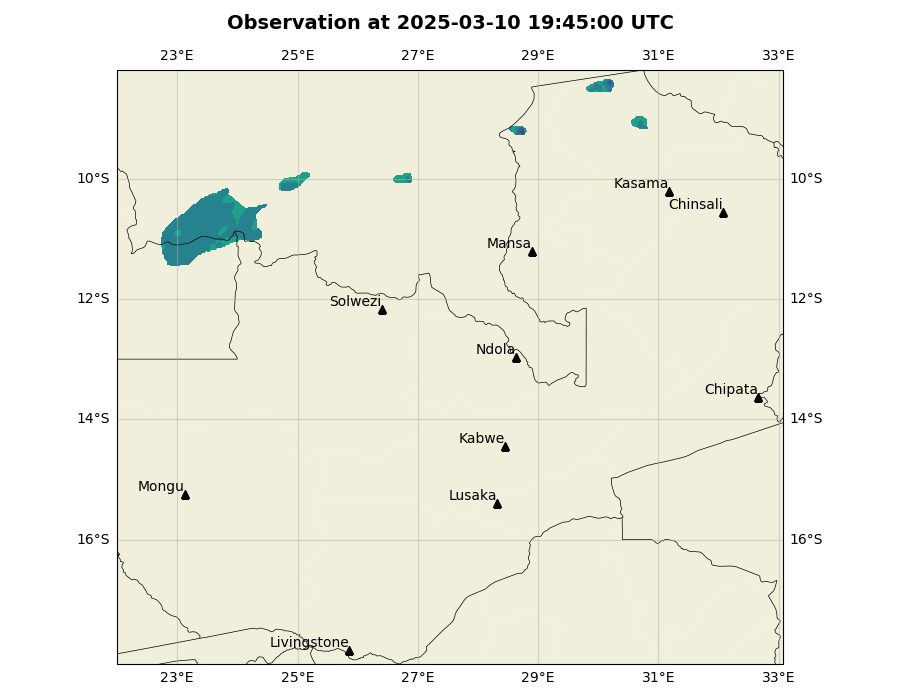 Observation at 2025-03-10 19:45:00 UTC
23°E 25°E 27°E 29°E 31°E 33°E
10°S 10°S
Kasama
Chinsali
Mansa
12°S 12°S
Solwezi
Ndola
Chipata
14°S 14°S
Kabwe
Mongu
Lusaka
16°S 16°S
Livingstone
23°E 25°E 27°E 29°E 31°E 33°E